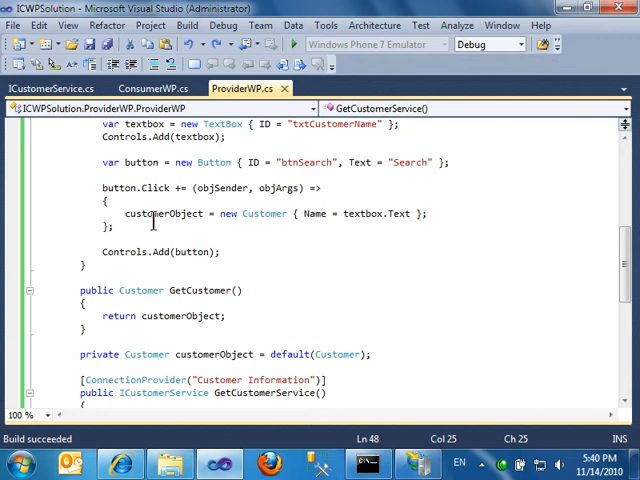 ICWPSolution - Microsoft Visual Studio (Administrator)
File Edit View Refactor Project Build Debug Team Data Tools Architecture Test Analyze Window Help
Windows Phone 7 Emulator Debug
ICustomerService.cs ConsumerWP.cs ProviderWP.cs
ICWPSolution.ProviderWP.ProviderWP GetCustomerService()
var textbox = new TextBox { ID = "txtCustomerName" };
Controls.Add(textbox);
var button = new Button { ID = "btnSearch", Text = "Search" };
button.Click += (objSender, objArgs) =>
{
customerObject = new Customer { Name = textbox.Text };
};
Controls.Add(button);
}
public Customer GetCustomer()
{
return customerObject;
}
private Customer customerObject = default(Customer);
[ConnectionProvider("Customer Information")]
public ICustomerService GetCustomerService()
{
100 %
Build succeeded Ln 48 Col 25 Ch 25 INS
EN 5:40 PM
11/14/2010